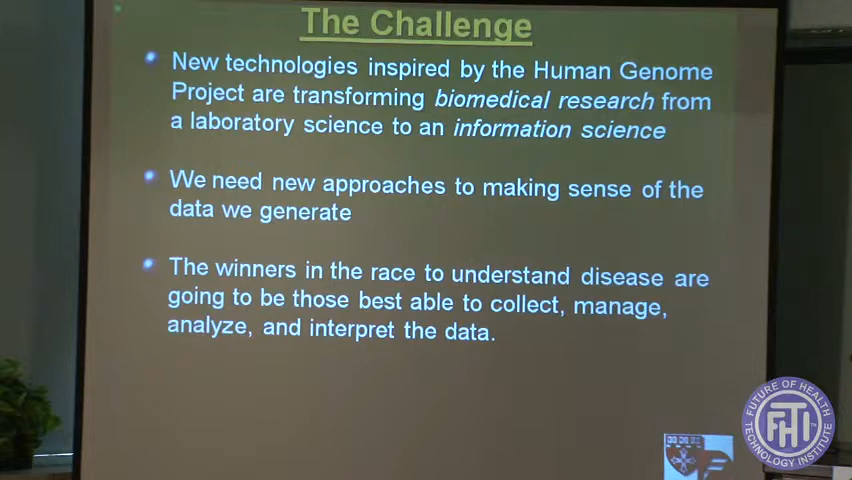 The Challenge
New technologies inspired by the Human Genome
Project are transforming biomedical research from
a laboratory science to an information science
We need new approaches to making sense of the
data we generate
The winners in the race to understand disease are
going to be those best able to collect, manage,
analyze, and interpret the data.
FUTURE OF HEALTH
FHTI
TM
TECHNOLOGY INSTITUTE